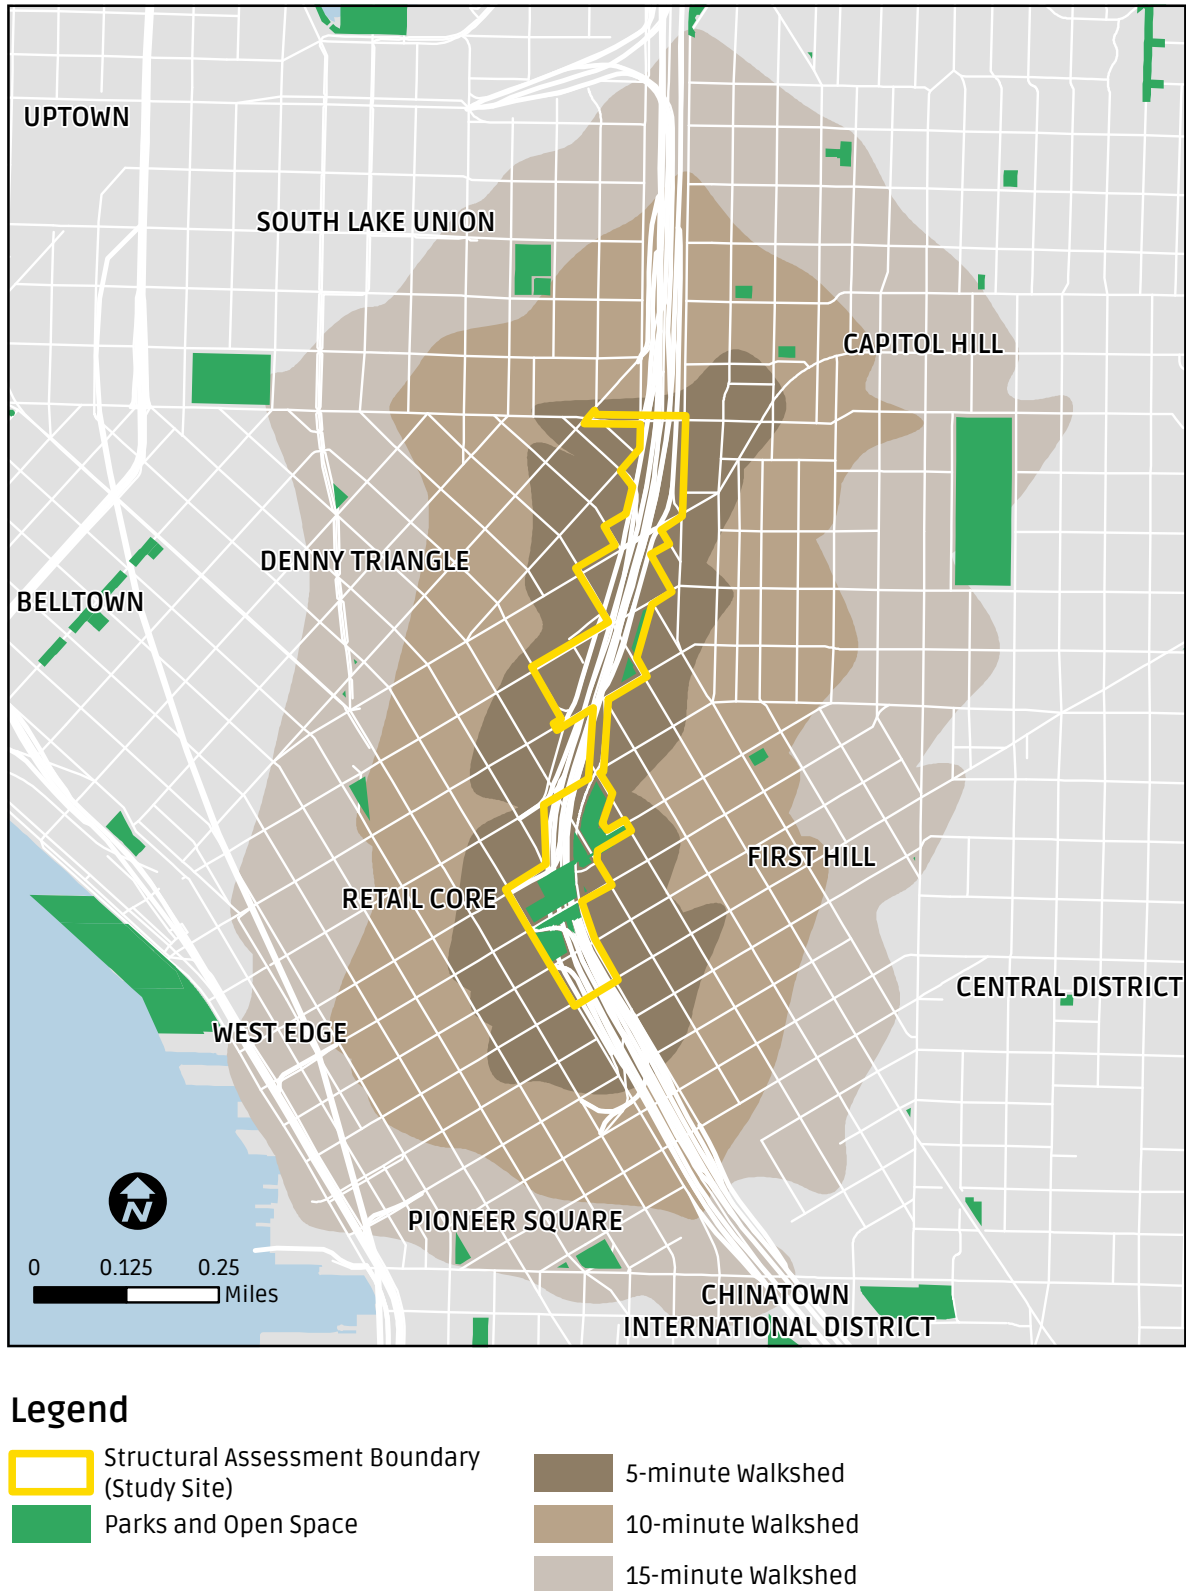 UPTOWN
SOUTH LAKE UNION
CAPITOL HILL
DENNY TRIANGLE
BELLTOWN
FIRST HILL
RETAIL CORE
CENTRAL DISTRICT
WEST EDGE
N
PIONEER SQUARE
0 0.125 0.25
Miles
CHINATOWN
INTERNATIONAL DISTRICT
Legend
Structural Assessment Boundary
(Study Site)
Parks and Open Space
5-minute Walkshed
10-minute Walkshed
15-minute Walkshed